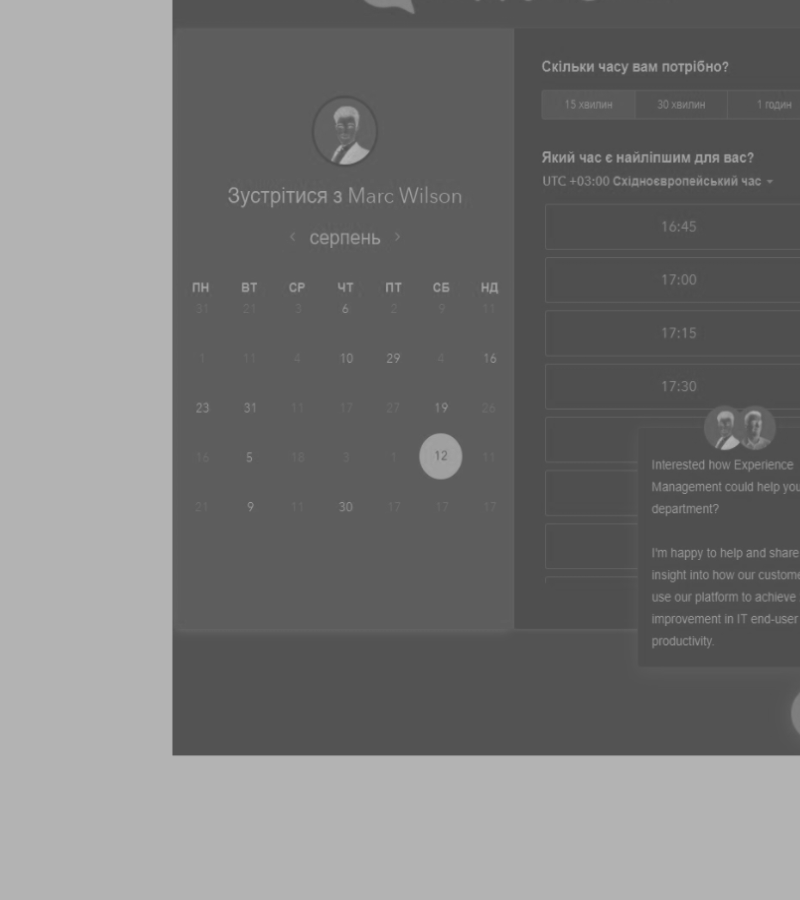 Зустрітися з Marc Wilson
серпень
ПН ВТ СР ЧТ ПТ СБ НД
31 21 3 6 2 9 11
1 11 4 10 29 4 16
23 31 11 17 27 19 26
16 5 18 3 1 12 11
21 9 11 30 17 17 17
Скільки часу вам потрібно?
15 хвилин 30 хвилин 1 годин
Який час є найліпшим для вас?
UTC +03:00 Східноєвропейський час
16:45
17:00
17:15
17:30
Interested how Experience
Management could help you
department?
I'm happy to help and share
insight into how our custome
use our platform to achieve
improvement in IT end-user
productivity.